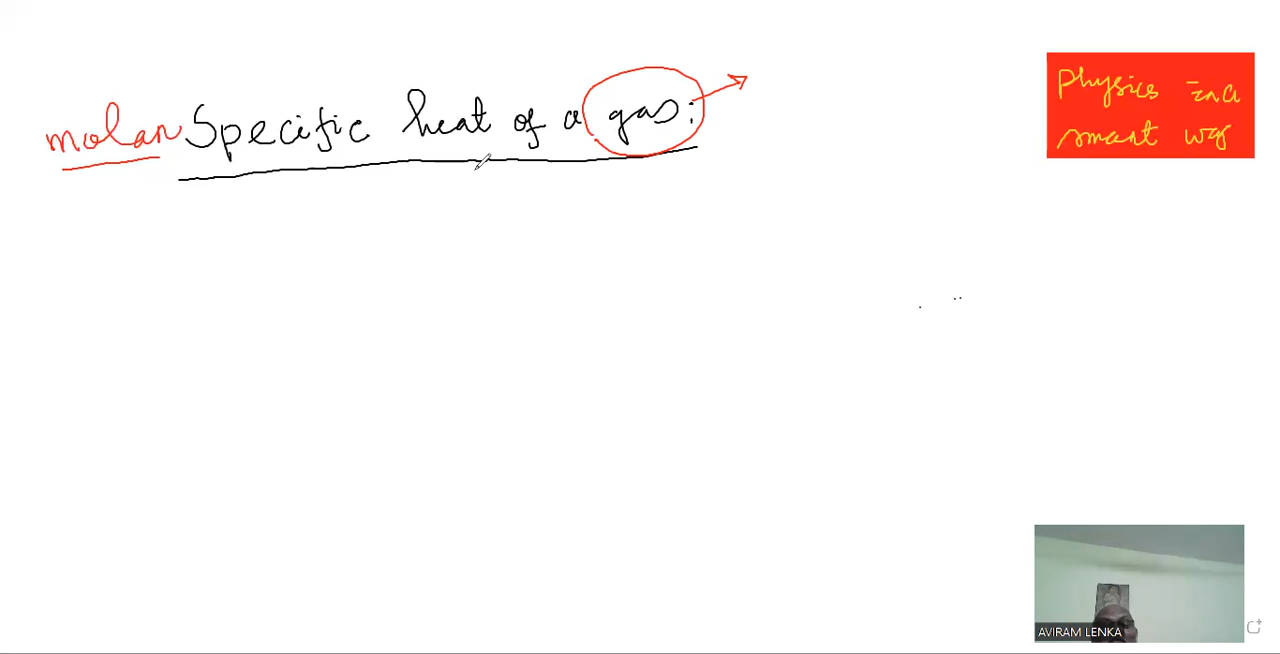 molar Specific heat of a gas:
Physics in a
smart way
AVIRAM LENKA